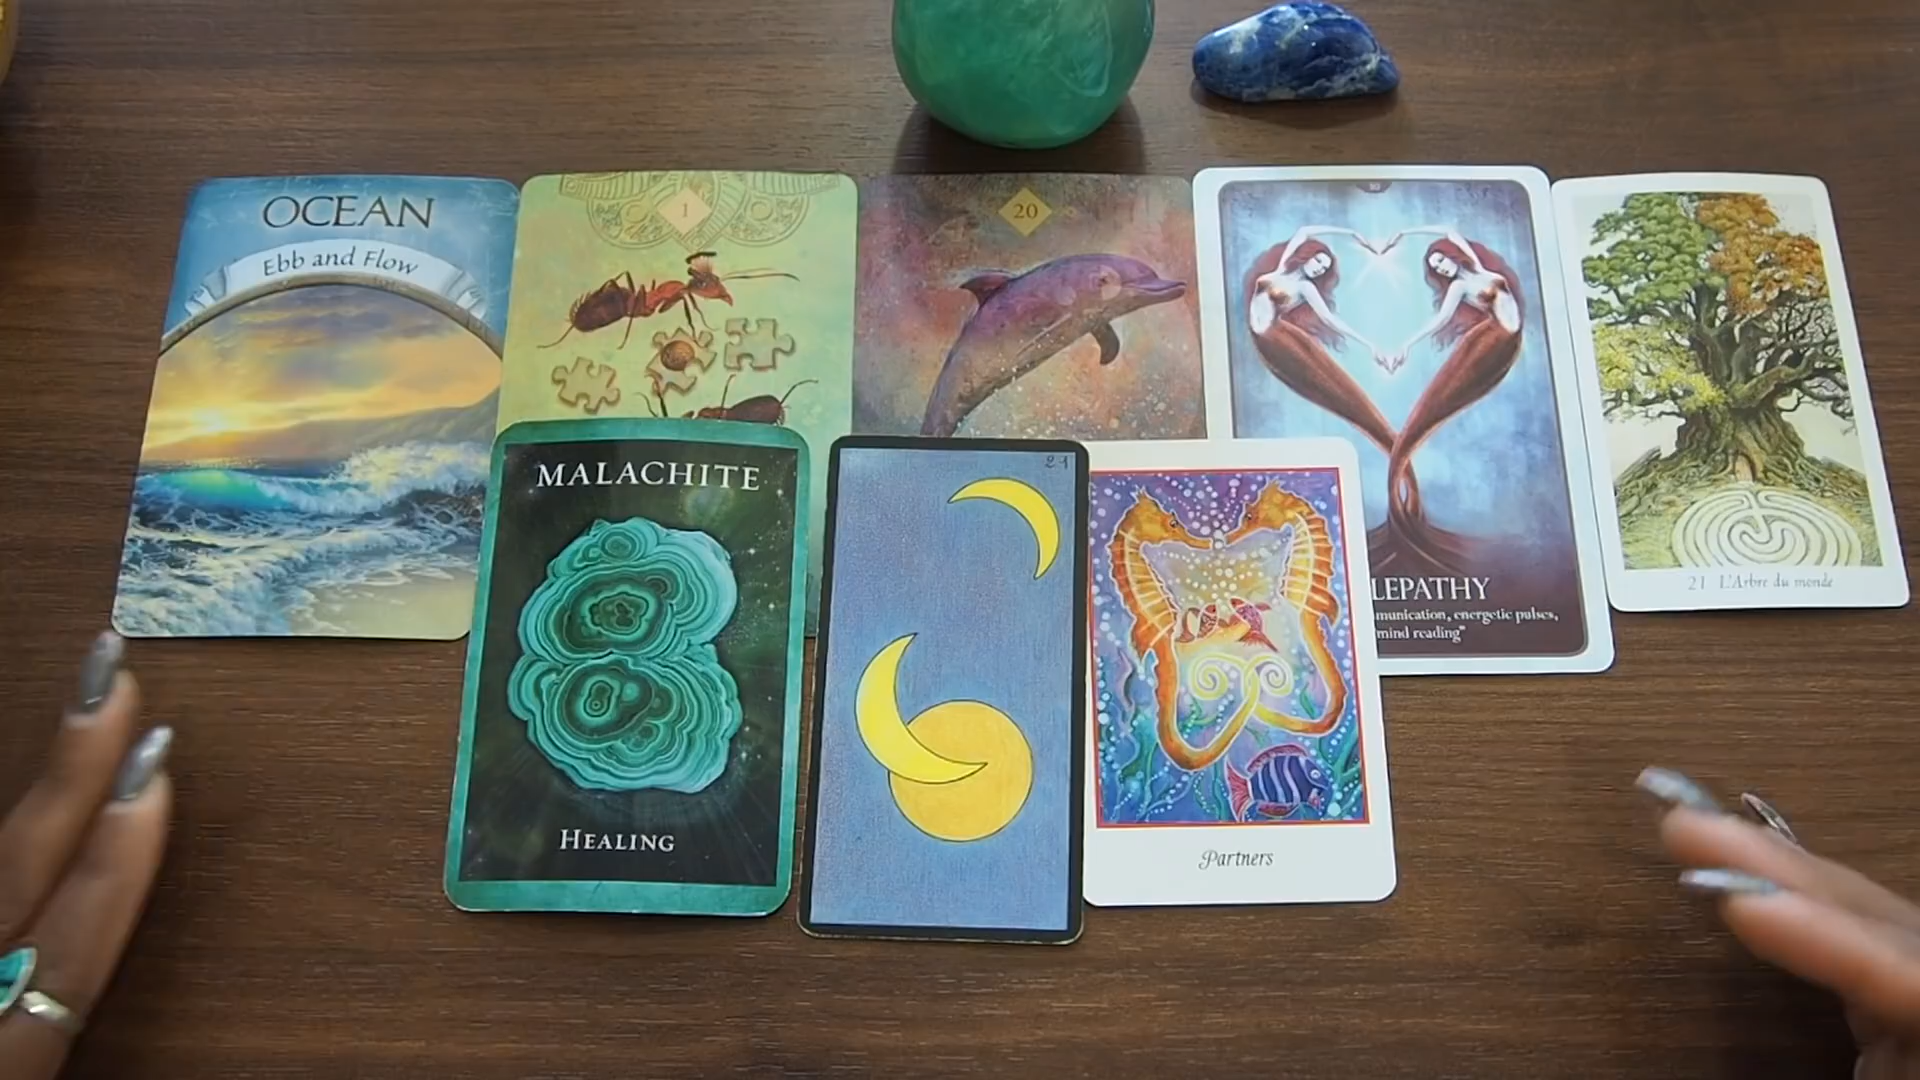 OCEAN
Ebb and Flow
1
20
LEPATHY
munication, energetic pulses,
mind reading"
21 L'Arbre du monde
MALACHITE
HEALING
Partners